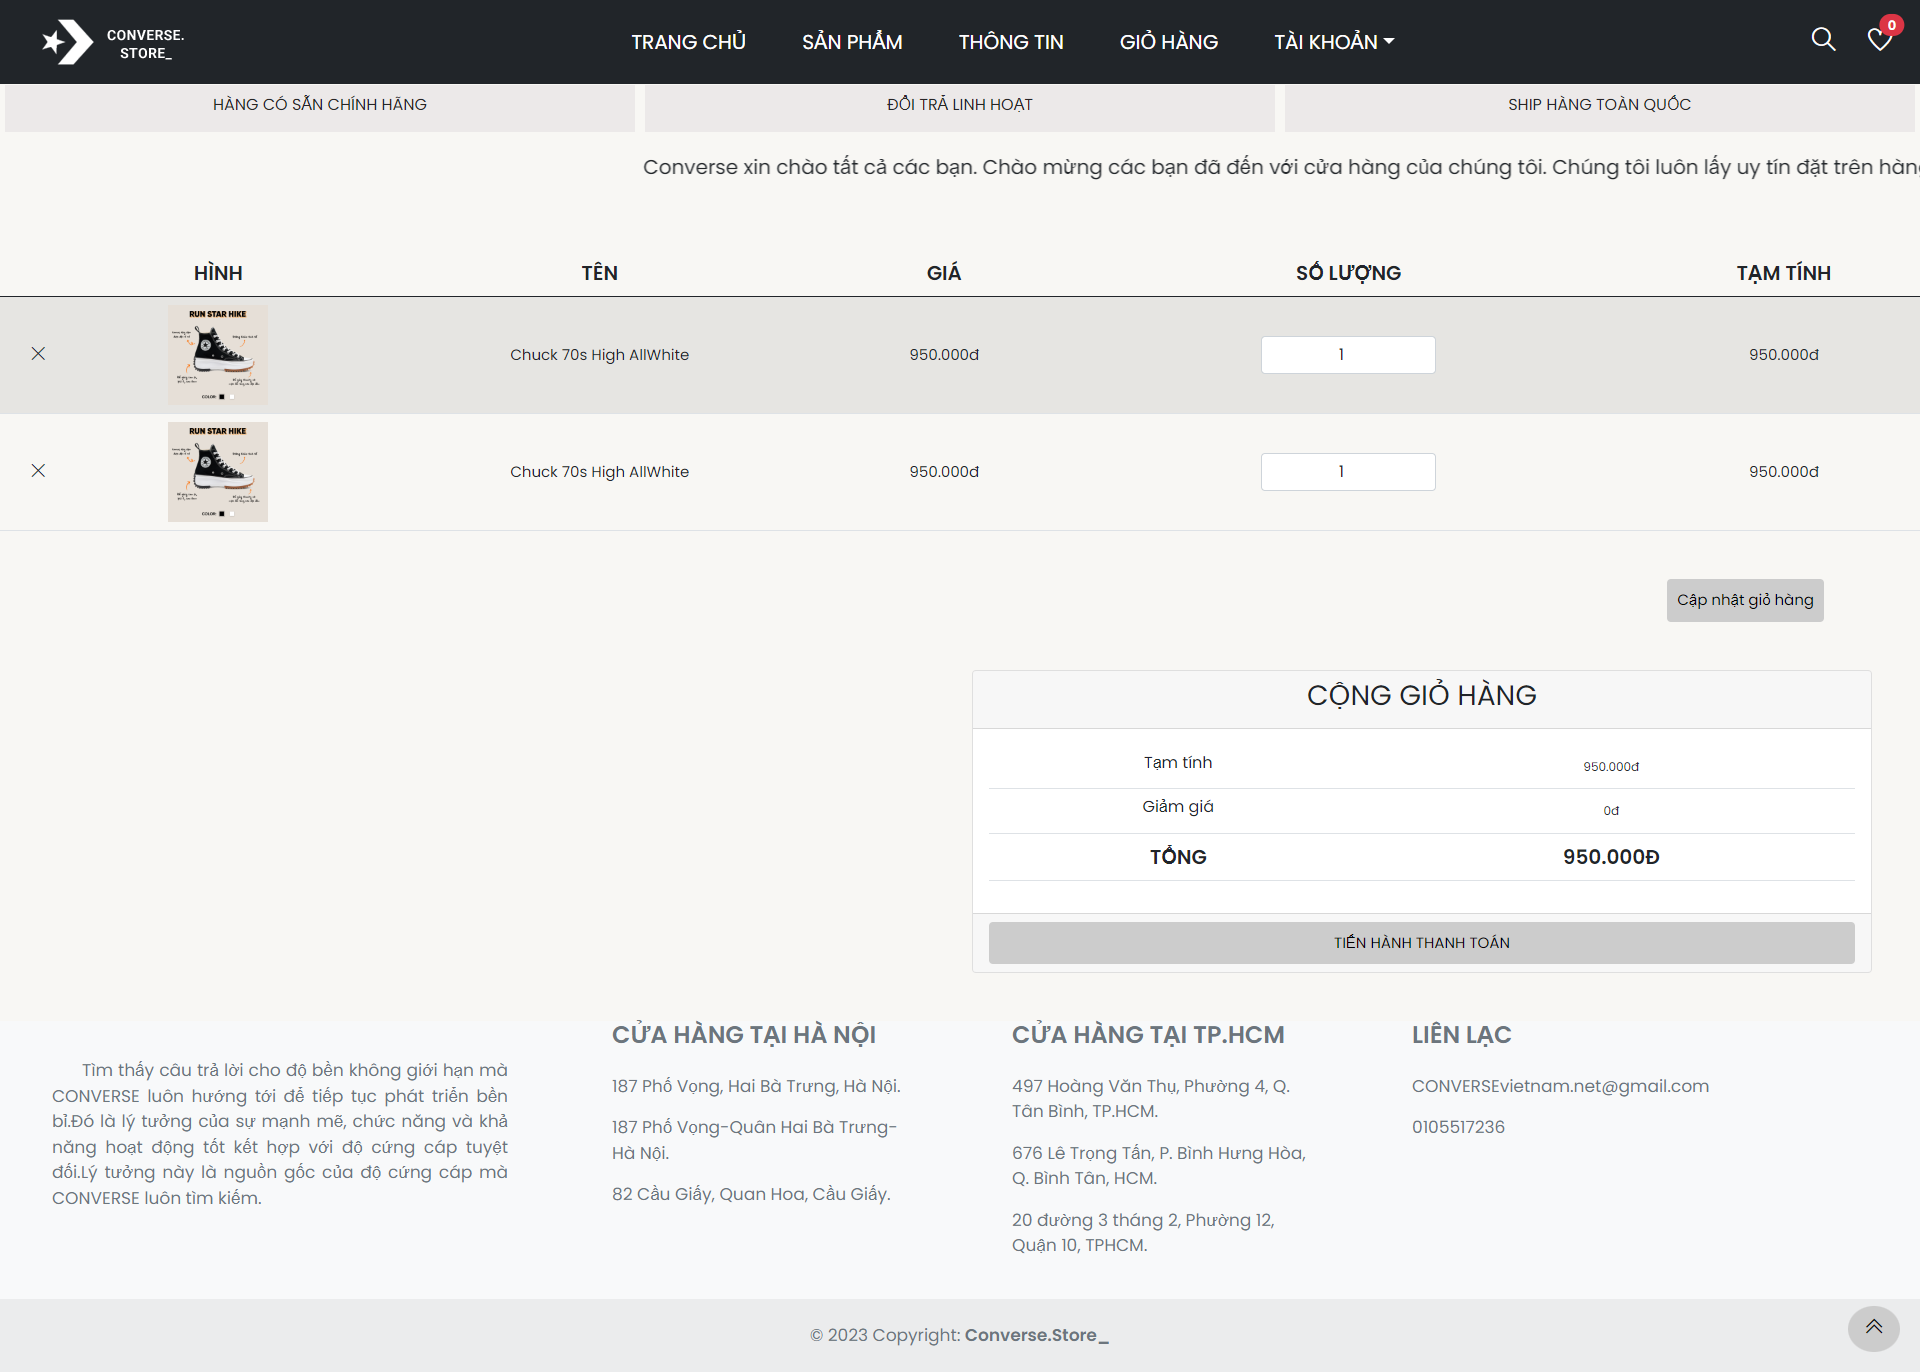 CONVERSE.
STORE_
TRANG CHỦ
SẢN PHẨM
THÔNG TIN
GIỎ HÀNG
TÀI KHOẢN
0
HÀNG CÓ SẴN CHÍNH HÃNG
ĐỔI TRẢ LINH HOẠT
SHIP HÀNG TOÀN QUỐC
Converse xin chào tất cả các bạn. Chào mừng các bạn đã đến với cửa hàng của chúng tôi. Chúng tôi luôn lấy uy tín đặt trên hàng
HÌNH TÊN GIÁ SỐ LƯỢNG TẠM TÍNH
RUN STAR HIKE
COLOR
Chuck 70s High AllWhite 950.000đ 1 950.000đ
RUN STAR HIKE
COLOR
Chuck 70s High AllWhite 950.000đ 1 950.000đ
Cập nhật giỏ hàng
CỘNG GIỎ HÀNG
Tạm tính 950.000đ
Giảm giá 0đ
TỔNG 950.000Đ
TIẾN HÀNH THANH TOÁN
Tìm thấy câu trả lời cho độ bền không giới hạn mà
CONVERSE luôn hướng tới để tiếp tục phát triển bền
bỉ.Đó là lý tưởng của sự mạnh mẽ, chức năng và khả
năng hoạt động tốt kết hợp với độ cứng cáp tuyệt
đối.Lý tưởng này là nguồn gốc của độ cứng cáp mà
CONVERSE luôn tìm kiếm.
CỬA HÀNG TẠI HÀ NỘI
187 Phố Vọng, Hai Bà Trưng, Hà Nội.
187 Phố Vọng-Quân Hai Bà Trưng-
Hà Nội.
82 Cầu Giấy, Quan Hoa, Cầu Giấy.
CỬA HÀNG TẠI TP.HCM
497 Hoàng Văn Thụ, Phường 4, Q.
Tân Bình, TP.HCM.
676 Lê Trọng Tấn, P. Bình Hưng Hòa,
Q. Bình Tân, HCM.
20 đường 3 tháng 2, Phường 12,
Quận 10, TPHCM.
LIÊN LẠC
CONVERSEvietnam.net@gmail.com
0105517236
© 2023 Copyright: Converse.Store_